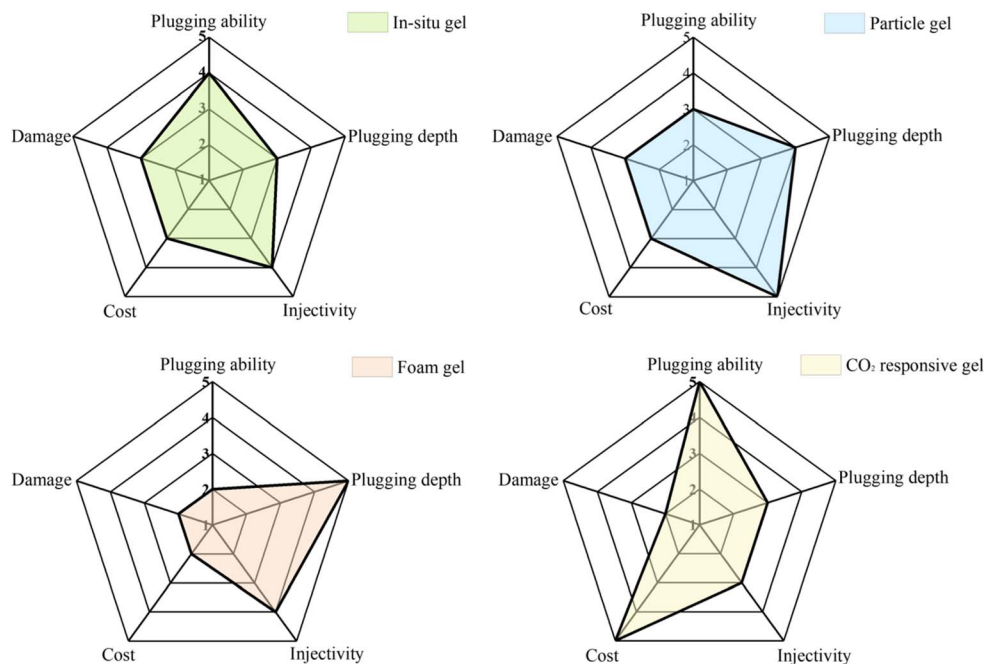 Plugging ability
In-situ gel
5
4
3
2
1
Damage
Plugging depth
Cost
Injectivity
Plugging ability
Particle gel
5
4
3
2
1
Damage
Plugging depth
Cost
Injectivity
Plugging ability
Foam gel
5
4
3
2
1
Damage
Plugging depth
Cost
Injectivity
Plugging ability
CO₂ responsive gel
5
4
3
2
1
Damage
Plugging depth
Cost
Injectivity